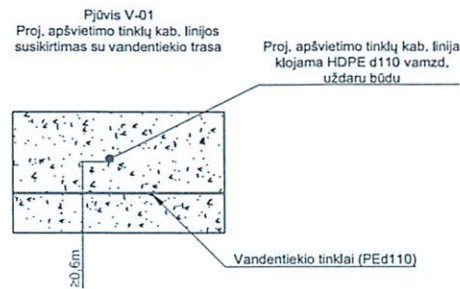 Pjūvis V-01
Proj. apšvietimo tinklų kab. linijos
susikirtimas su vandentiekio trasa
Proj. apšvietimo tinklų kab. linija
klojama HDPE d110 vamzd,
uždaru būdu
≥0,6m
Vandentiekio tinklai (PEd110)